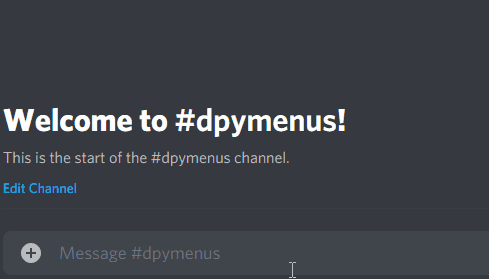 Welcome to #dpymenus!
This is the start of the #dpymenus channel.
Edit Channel
Message #dpymenus